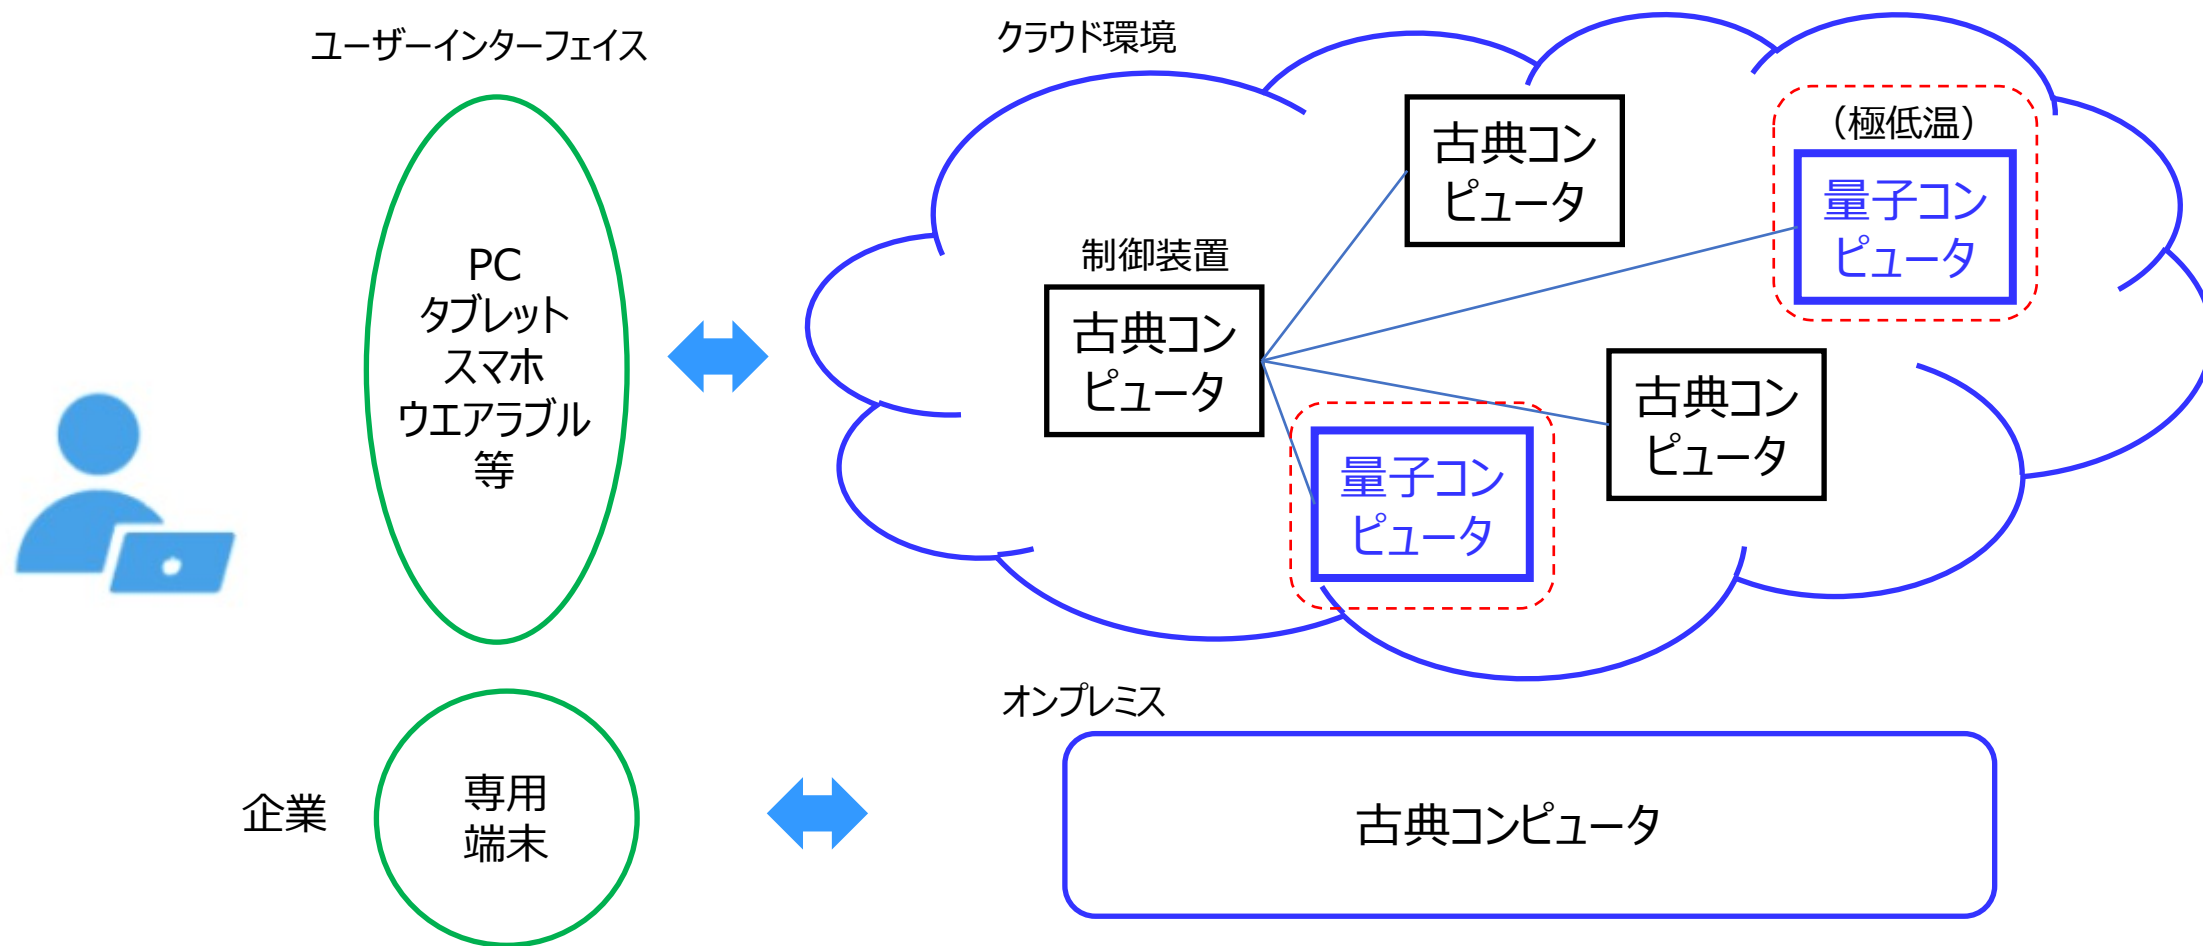 ユーザーインターフェイス
クラウド環境
PC
タブレット
スマホ
ウエアラブル
等
制御装置
古典コン
ピュータ
古典コン
ピュータ
（極低温）
量子コン
ピュータ
古典コン
ピュータ
量子コン
ピュータ
企業
専用
端末
オンプレミス
古典コンピュータ